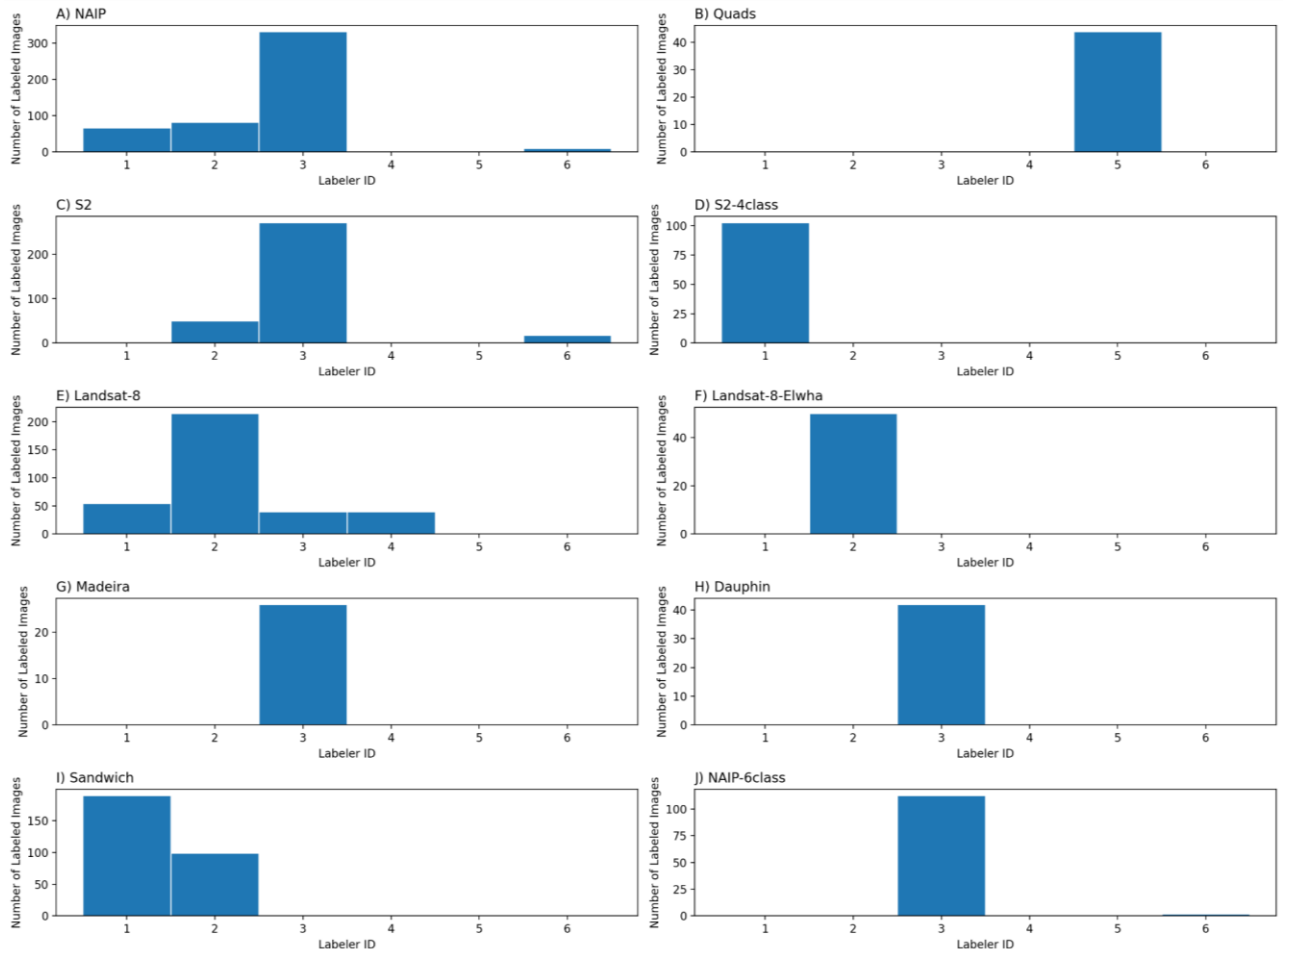 A) NAIP
Number of Labeled Images
300
200
100
0
1 2 3 4 5 6
Labeler ID
B) Quads
Number of Labeled Images
40
30
20
10
0
1 2 3 4 5 6
Labeler ID
C) S2
Number of Labeled Images
200
100
0
1 2 3 4 5 6
Labeler ID
D) S2-4class
Number of Labeled Images
100
75
50
25
0
1 2 3 4 5 6
Labeler ID
E) Landsat-8
Number of Labeled Images
200
150
100
50
0
1 2 3 4 5 6
Labeler ID
F) Landsat-8-Elwha
Number of Labeled Images
40
20
0
1 2 3 4 5 6
Labeler ID
G) Madeira
Number of Labeled Images
20
10
0
1 2 3 4 5 6
Labeler ID
H) Dauphin
Number of Labeled Images
40
30
20
10
0
1 2 3 4 5 6
Labeler ID
I) Sandwich
Number of Labeled Images
150
100
50
0
1 2 3 4 5 6
Labeler ID
J) NAIP-6class
Number of Labeled Images
100
75
50
25
0
1 2 3 4 5 6
Labeler ID